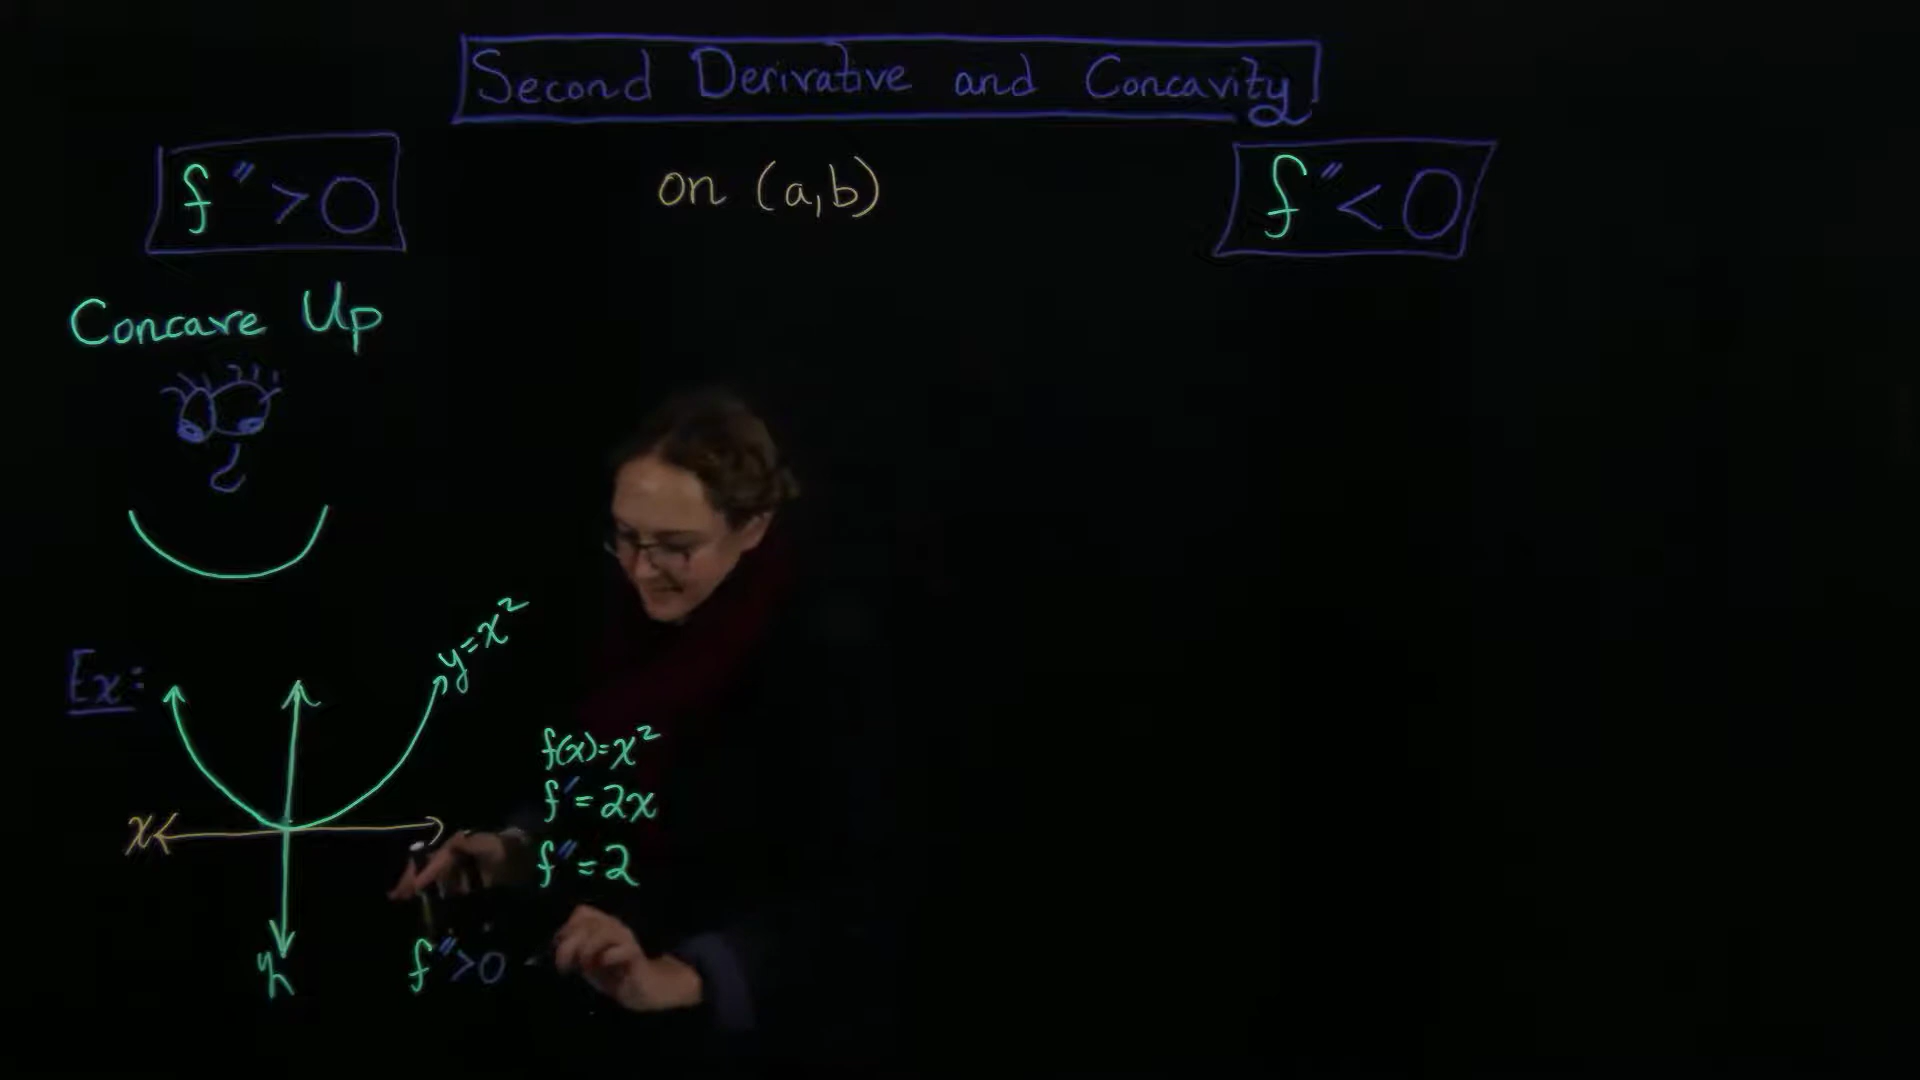 Second Derivative and Concavity
f">0
on (a,b)
f"<0
Concave Up
Ex:
y=x²
f(x)=x²
f'=2x
x
f"=2
f">0
y